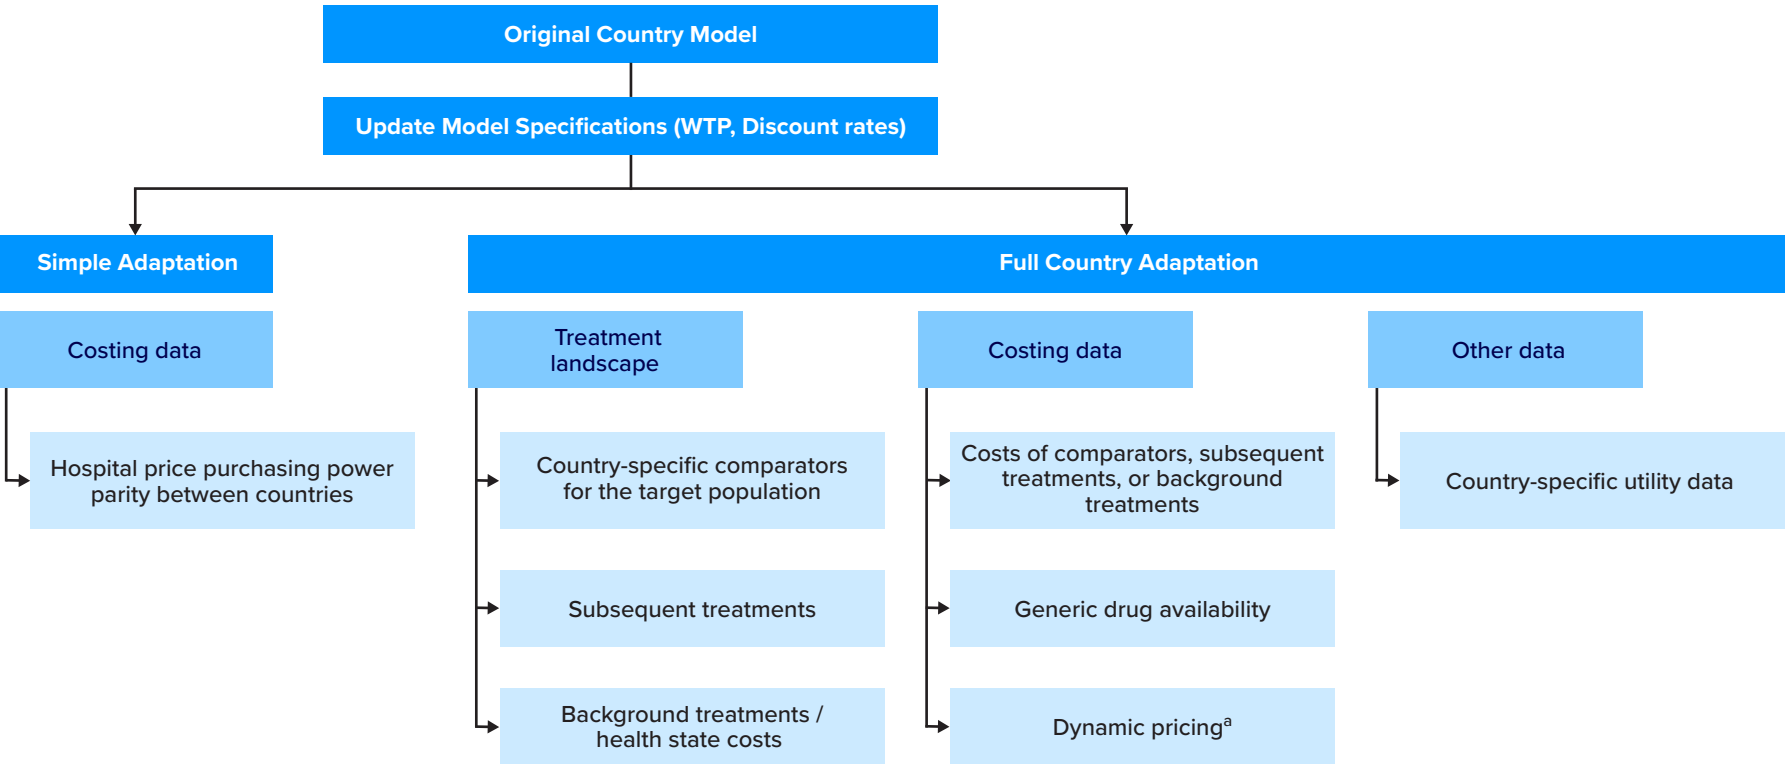 Original Country Model
Update Model Specifications (WTP, Discount rates)
Simple Adaptation
Full Country Adaptation
Costing data
Treatment
landscape
Costing data
Other data
Hospital price purchasing power
parity between countries
Country-specific comparators
for the target population
Costs of comparators, subsequent
treatments, or background
treatments
Country-specific utility data
Subsequent treatments
Generic drug availability
Background treatments /
health state costs
Dynamic pricingᵃ